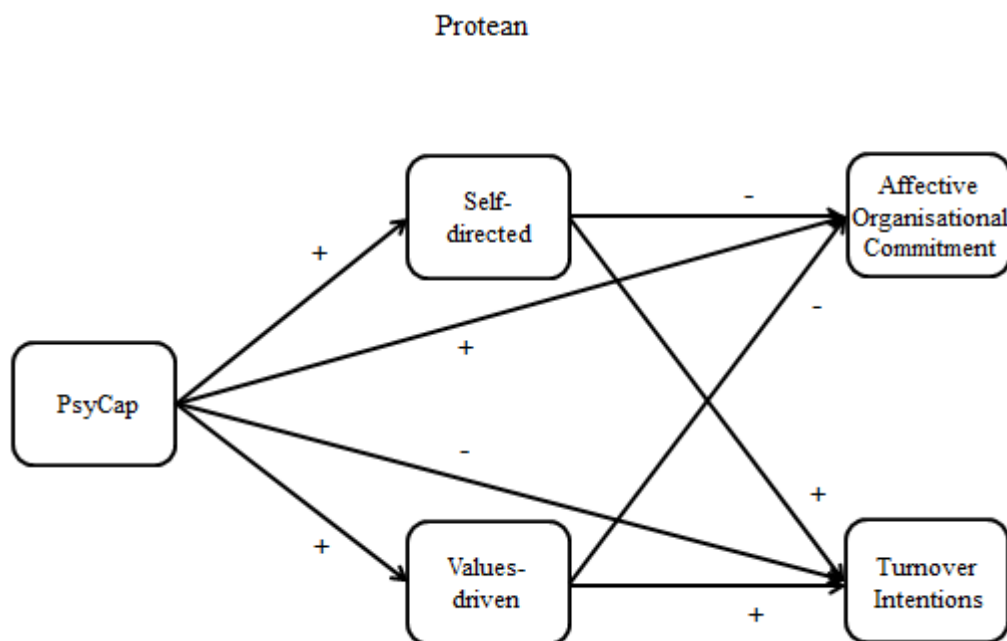 Protean
Self-
directed
-
Affective
Organisational
Commitment
+
-
+
PsyCap
-
+
+
Values-
driven
+
Turnover
Intentions